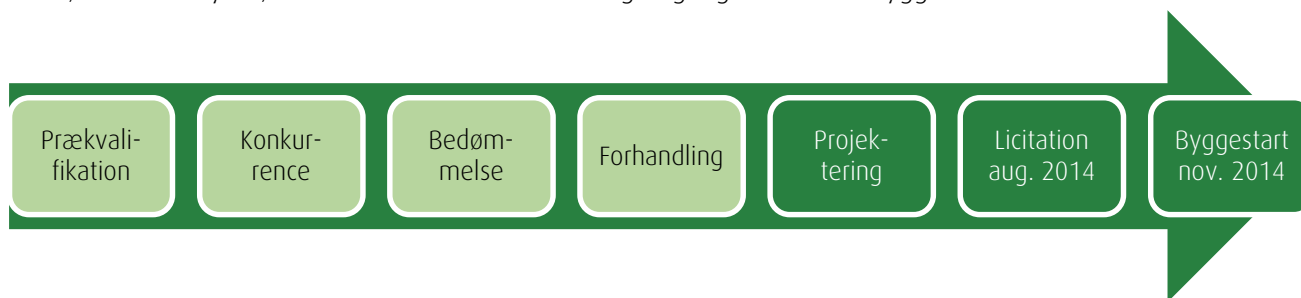 Prækvali-
fikation
Konkur-
rence
Bedøm-
melse
Forhandling
Projek-
tering
Licitation
aug. 2014
Byggestart
nov. 2014